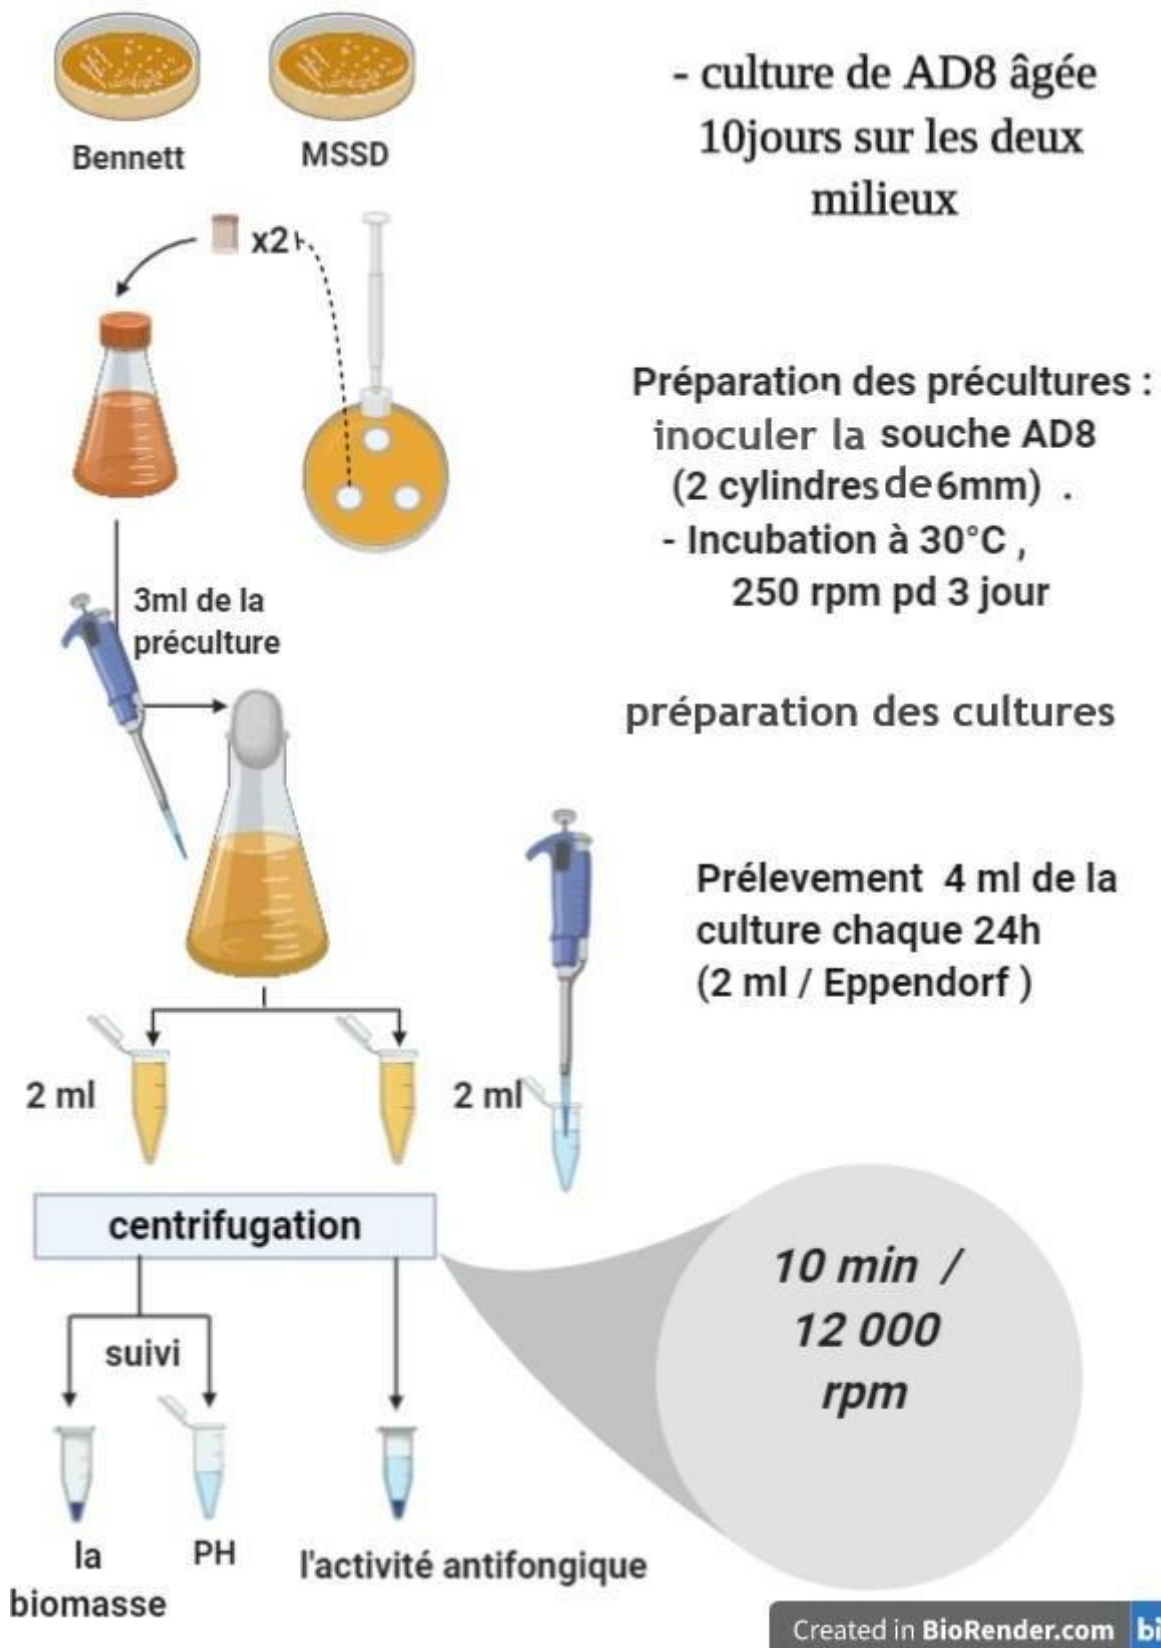 Bennett
MSSD
- culture de AD8 âgée
10jours sur les deux
milieux
x2
Préparation des précultures :
inoculer la souche AD8
(2 cylindres de 6mm) .
- Incubation à 30°C ,
250 rpm pd 3 jour
3ml de la
préculture
préparation des cultures
Prélevement 4 ml de la
culture chaque 24h
(2 ml / Eppendorf )
2 ml
2 ml
centrifugation
10 min /
12 000
rpm
suivi
la
biomasse
PH
l'activité antifongique
Created in BioRender.com bi